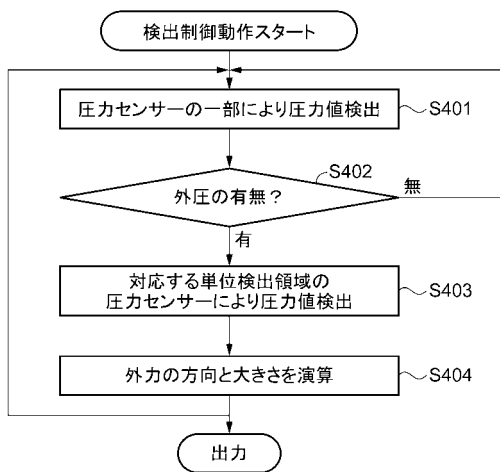 検出制御動作スタート
圧力センサーの一部により圧力値検出
S401
S402
外圧の有無？
無
有
対応する単位検出領域の
圧力センサーにより圧力値検出
S403
外力の方向と大きさを演算
S404
出力